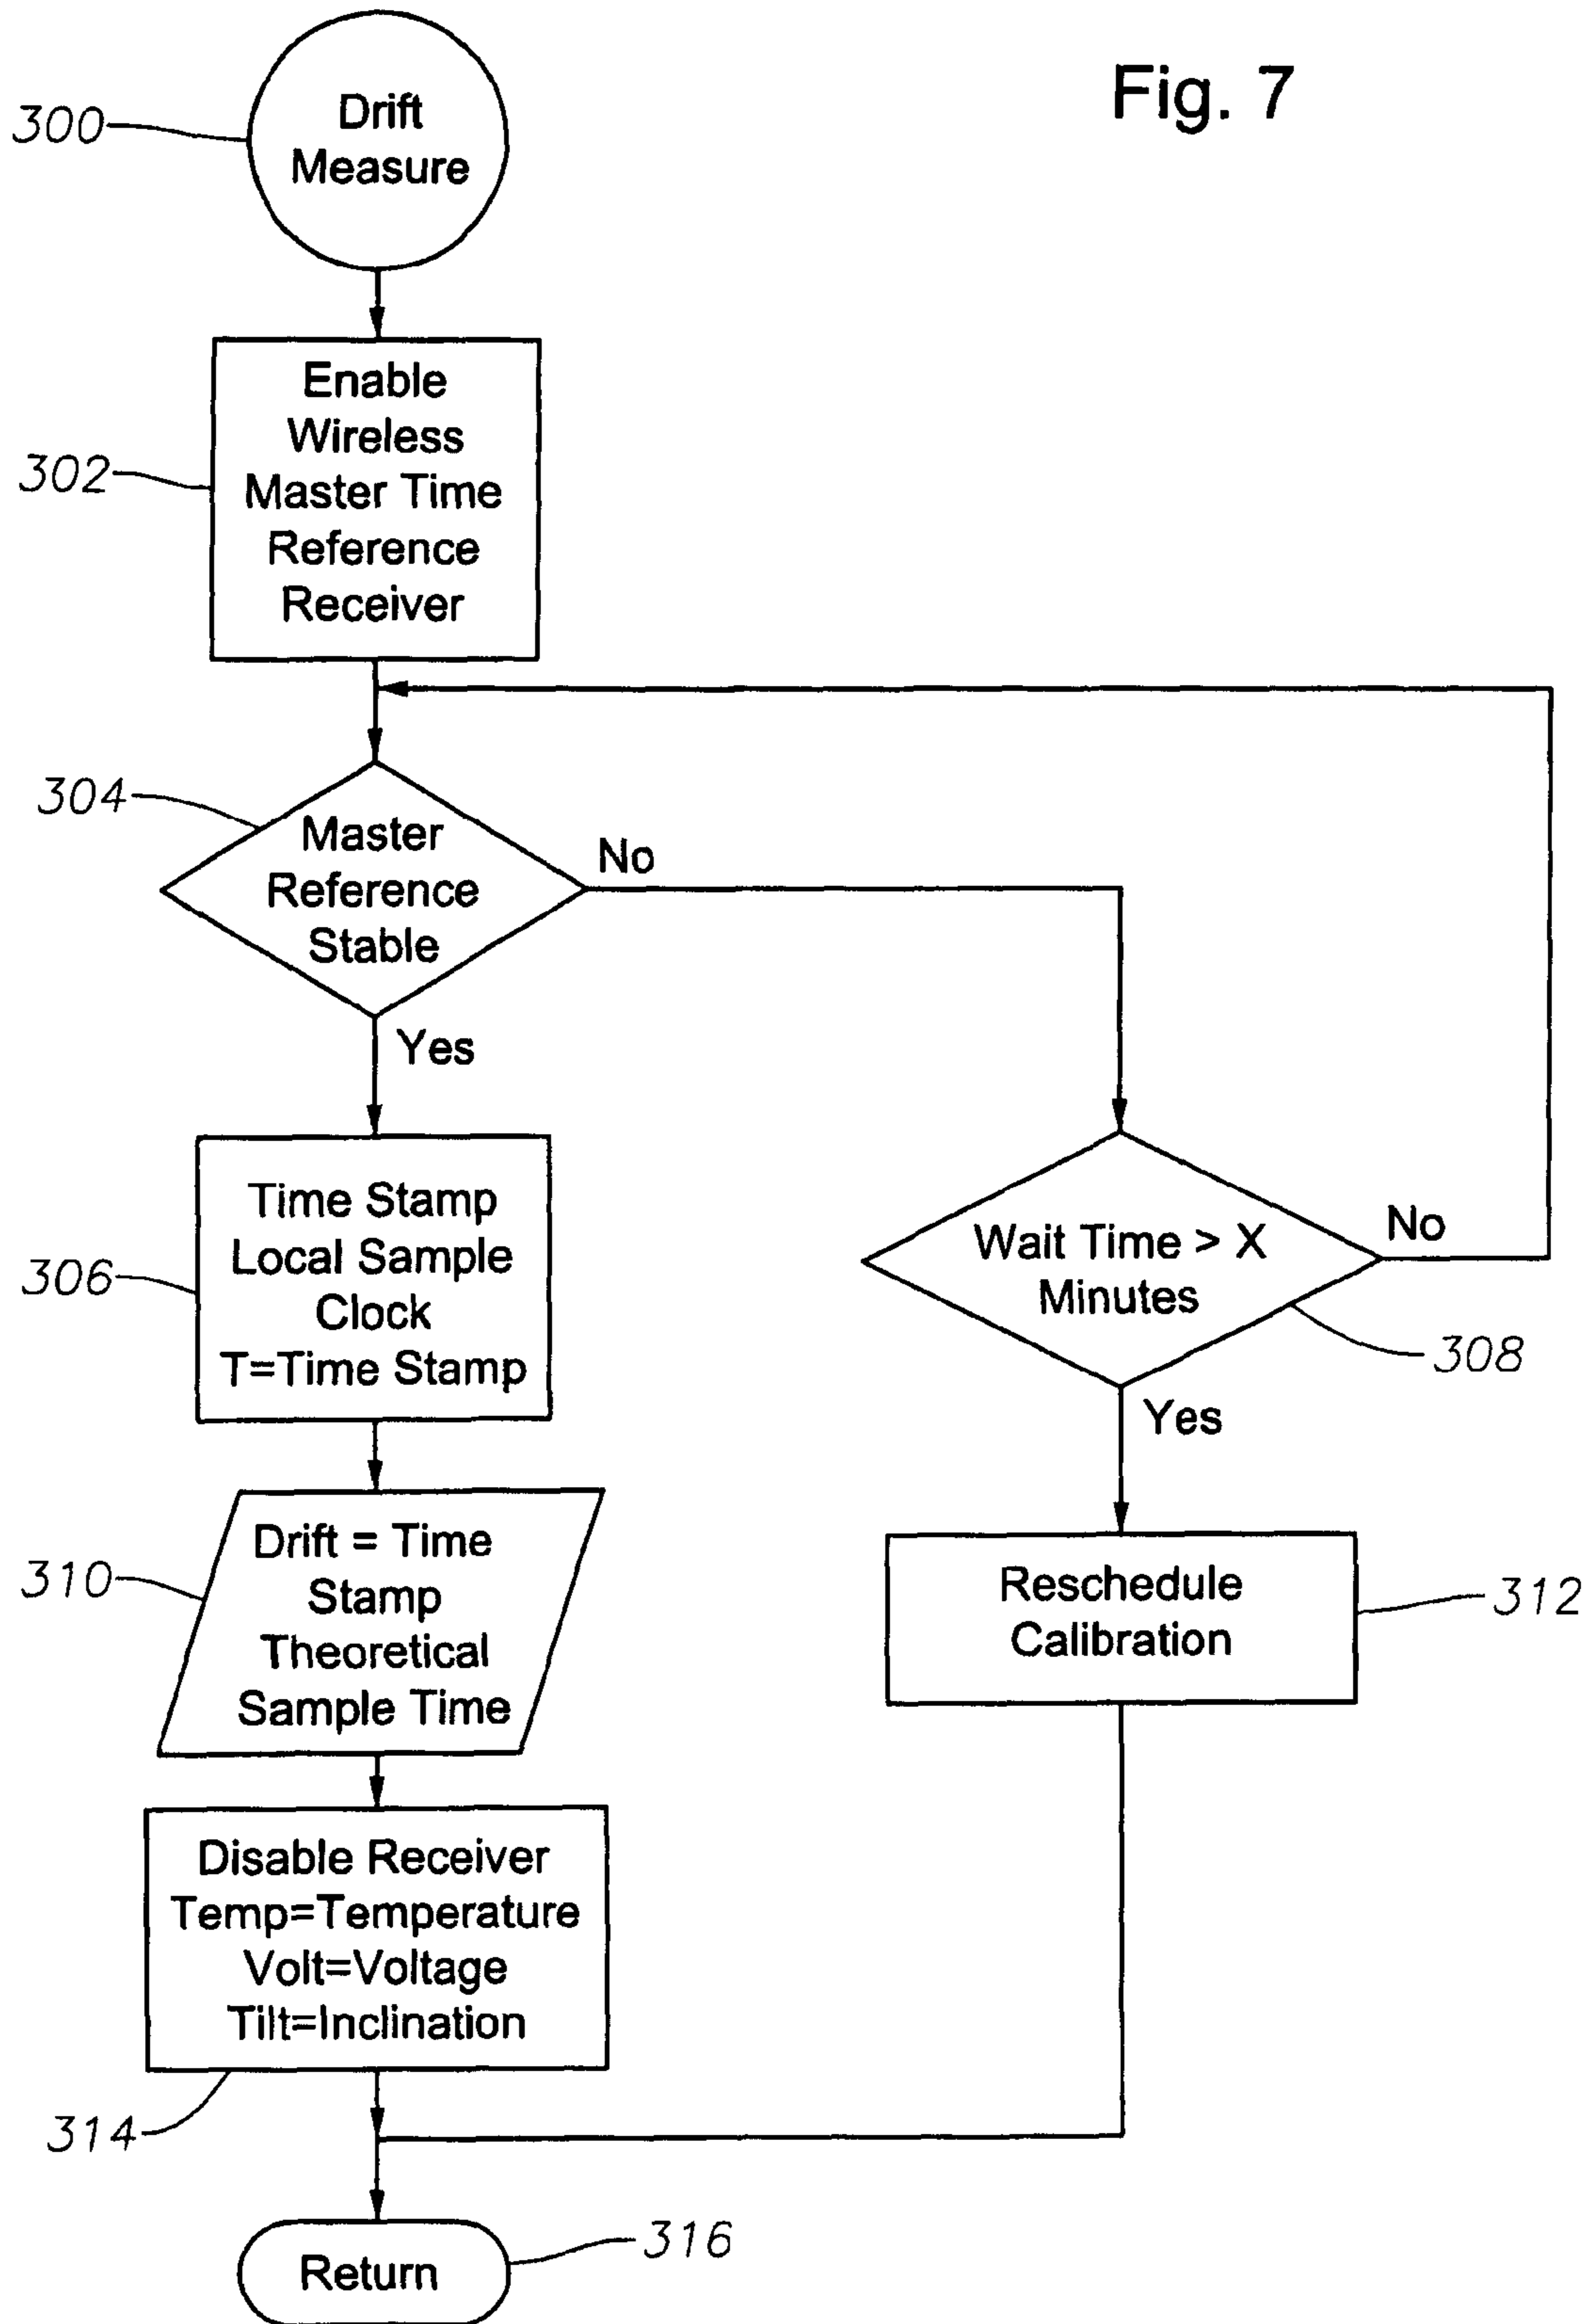 Fig. 7
300
Drift
Measure
302
Enable
Wireless
Master Time
Reference
Receiver
304
Master
Reference
Stable
No
Yes
306
Time Stamp
Local Sample
Clock
T=Time Stamp
Wait Time > X
Minutes
No
308
Yes
310
Drift = Time
Stamp
Theoretical
Sample Time
Reschedule
Calibration
312
Disable Receiver
Temp=Temperature
Volt=Voltage
Tilt=Inclination
314
Return
316